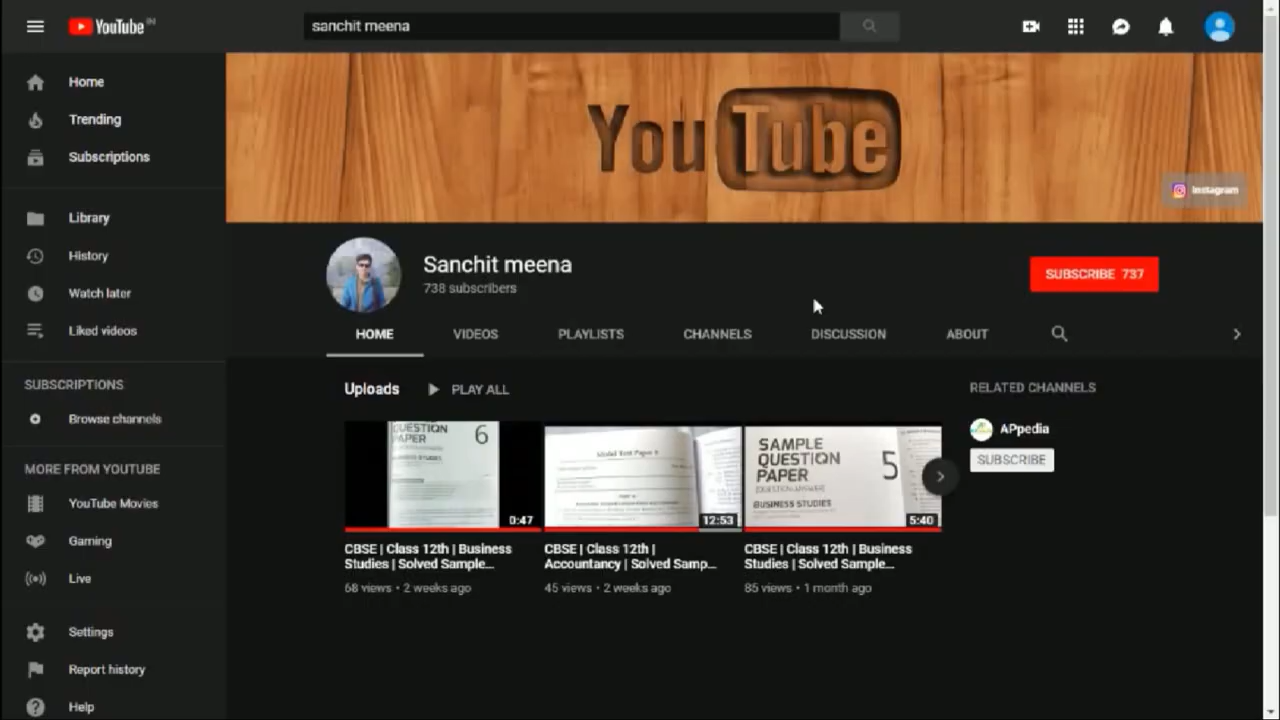 YouTube IN
sanchit meena
Home
Trending
Subscriptions
Library
History
Watch later
Liked videos
SUBSCRIPTIONS
Browse channels
MORE FROM YOUTUBE
YouTube Movies
Gaming
Live
Settings
Report history
Help
YouTube
Instagram
Sanchit meena
738 subscribers
SUBSCRIBE 737
HOME
VIDEOS
PLAYLISTS
CHANNELS
DISCUSSION
ABOUT
Uploads
PLAY ALL
QUESTION
PAPER
6
BUSINESS STUDIES
0:47
CBSE | Class 12th | Business
Studies | Solved Sample...
68 views • 2 weeks ago
Model Test Paper
12:53
CBSE | Class 12th |
Accountancy | Solved Samp...
45 views • 2 weeks ago
SAMPLE
QUESTION
PAPER
5
BUSINESS STUDIES
5:40
CBSE | Class 12th | Business
Studies | Solved Sample...
85 views • 1 month ago
RELATED CHANNELS
APpedia
SUBSCRIBE